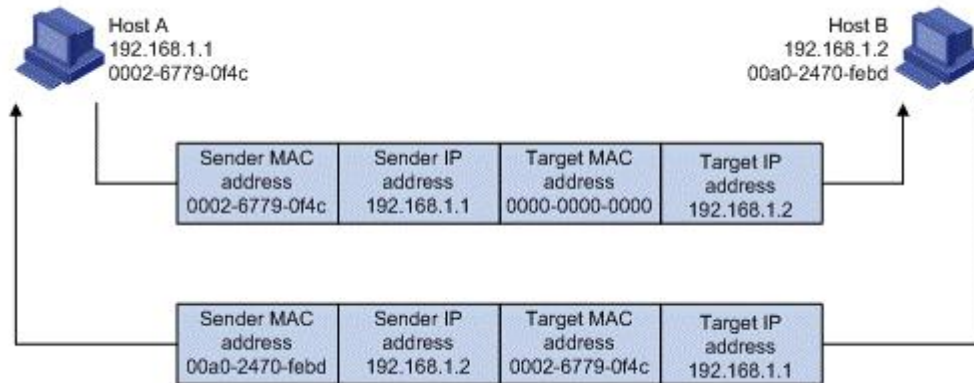 Host A
192.168.1.1
0002-6779-0f4c
Host B
192.168.1.2
00a0-2470-febd
Sender MAC
address
0002-6779-0f4c
Sender IP
address
192.168.1.1
Target MAC
address
0000-0000-0000
Target IP
address
192.168.1.2
Sender MAC
address
00a0-2470-febd
Sender IP
address
192.168.1.2
Target MAC
address
0002-6779-0f4c
Target IP
address
192.168.1.1